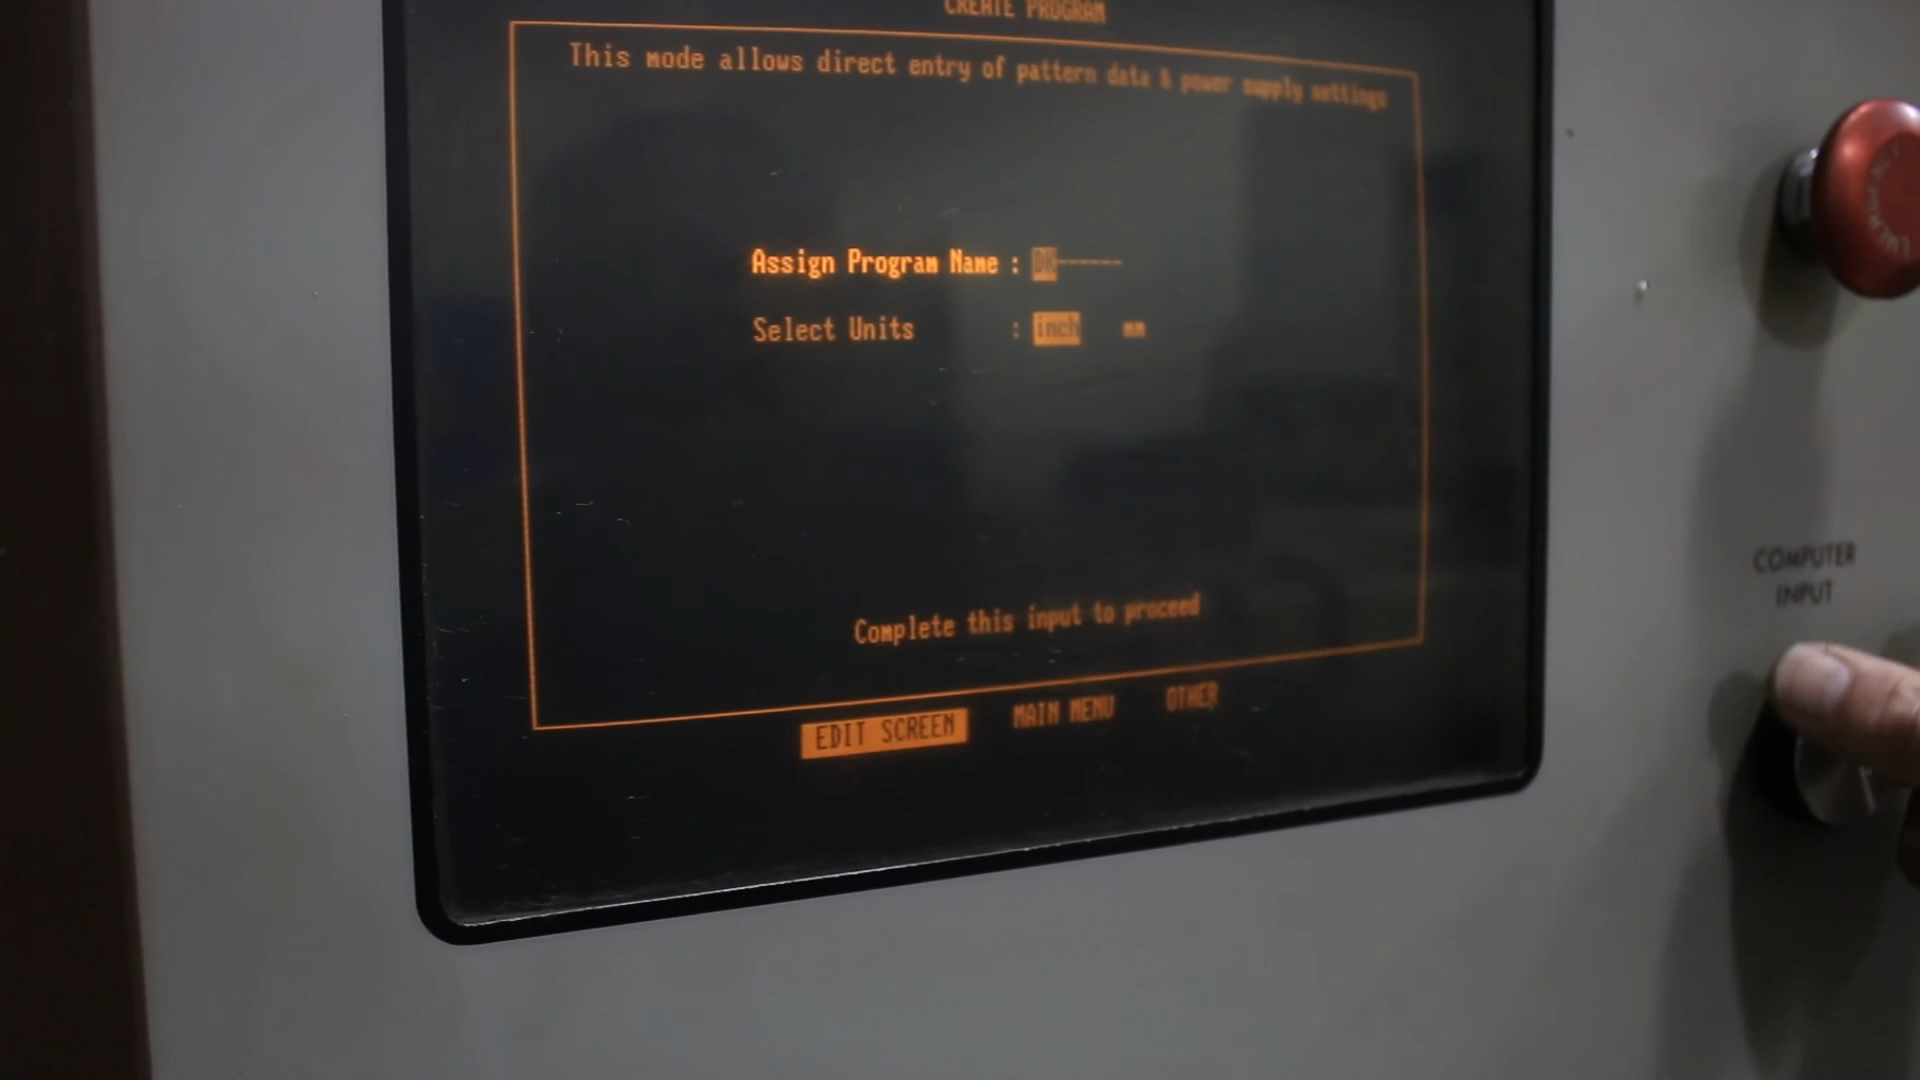 CREATE PROGRAM
This mode allows direct entry of pattern data & power supply settings
Assign Program Name :
Select Units : inch mm
Complete this input to proceed
EDIT SCREEN MAIN MENU OTHER
COMPUTER
INPUT